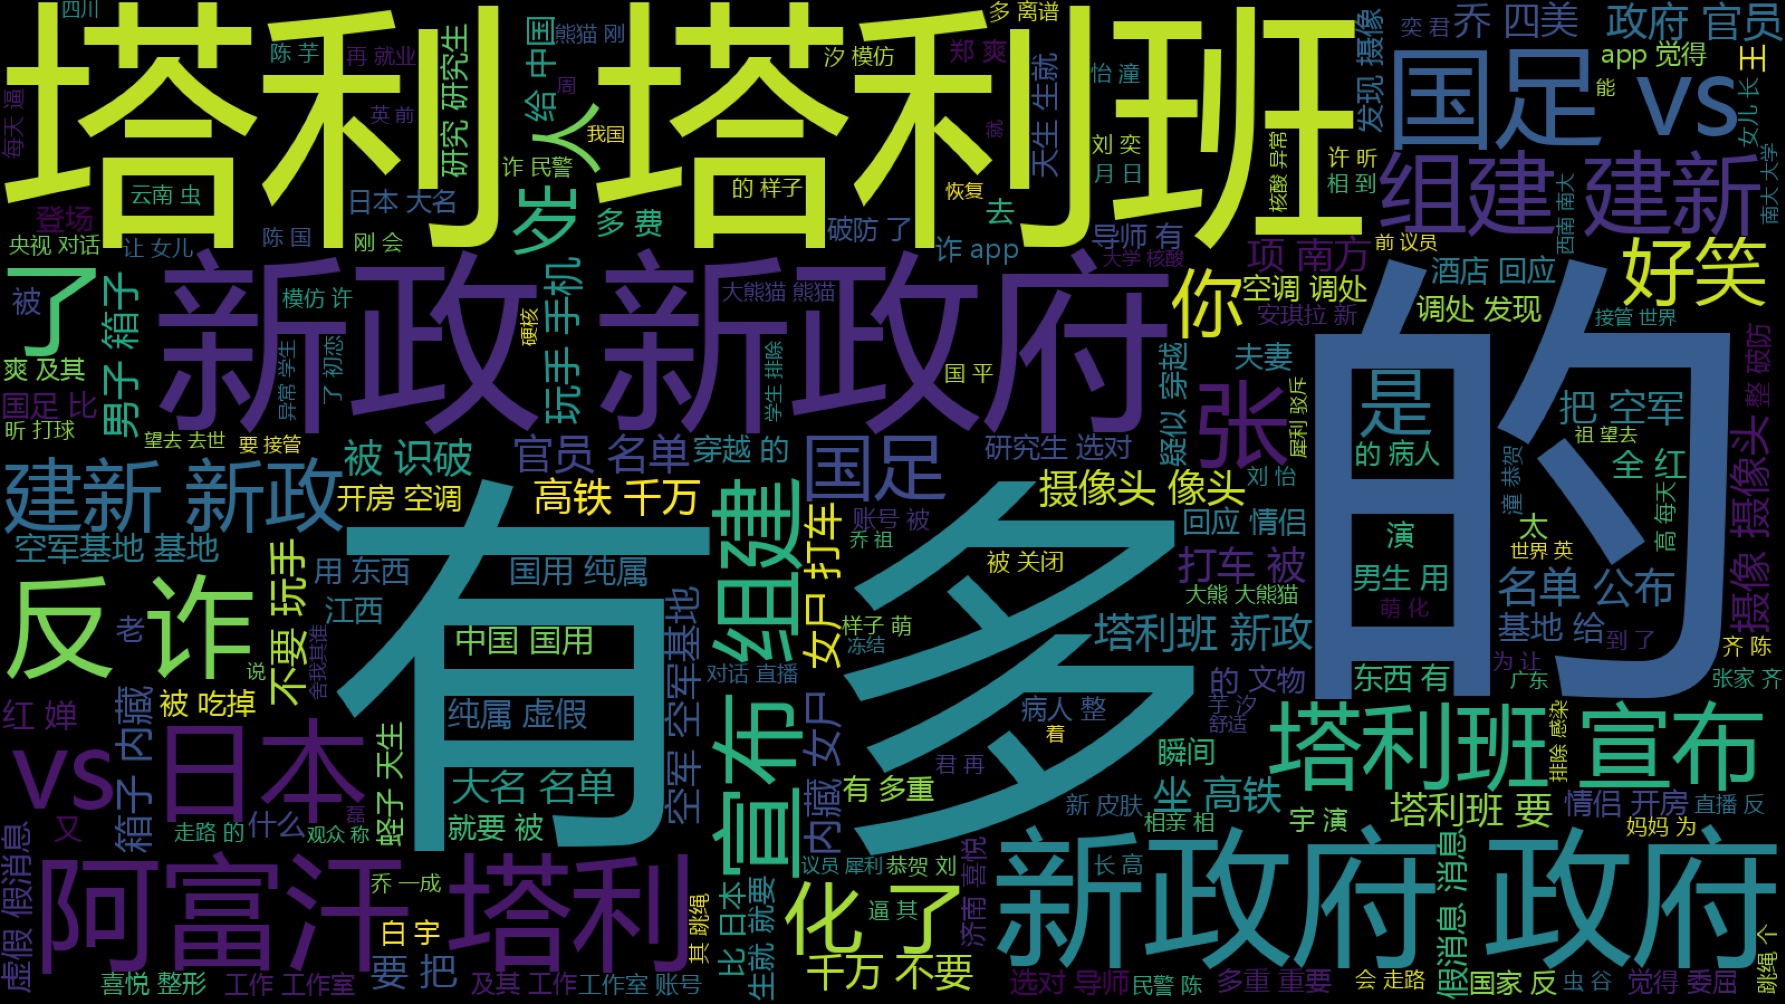 四川
塔利 塔利班
多 离谱
奕 君
乔 四美
政府 官员
陈 芋
再 就业
熊猫 刚
汐 模仿
郑 爽
app 觉得
王
研究 研究生
给 中国
周
怡 潼
天生 生就
发现 摄像
国足 vs
能
女儿 长
每天 逼
英 前
人
我国
就
刘 奕
核酸 异常
许 昕
诈 民警
月 日
祖 到
组建 建新
南大 大学
云南 虫
日本 大名
岁
的 样子
恢复
去
西南 南大
登场
多 费
破防 了
导师 有
项 南方
前 议员
好笑
央视 对话
让 女儿
陈 国
刚 会
诈 app
大学 核酸
酒店 回应
了
被
男子 箱子
新政 新政府
模仿 许
硬核
玩手 手机
大熊猫 熊猫
你
空调 调处
安琪拉 新
调处 发现
接管 世界
的
爽 及其
异常 学生
了 初恋
学生 排除
国 平
疑似 穿越
夫妻
是
整 破防
国足 比
张
犀利 驳斥
把 空军
昕 打球
望去 去世
要 接管
被 识破
官员 名单
穿越 的
国足
研究生 选对
的 病人
祖 望去
全 红
建新 新政
开房 空调
高铁 千万
摄像头 像头
刘 怡
潼 恭贺
高 每天
摄像 摄像头
空军基地 基地
有
组建
多
打车
账号 被
乔 祖
回应 情侣
演
太
世界 英
反诈
不要 玩手
用 东西
国用 纯属
被 关闭
打车 被
男生 用
名单 公布
江西
大熊 大熊猫
萌 化
老
中国 国用
空军 空军基地
女尸
样子 萌
冻结
塔利班 新政
基地 给
到 了
齐 陈
说
舍我其谁
对话 直播
的 文物
东西 有
为 让
广东
张家 齐
红 婵
箱子 内藏
被 吃掉
纯属 虚假
宣布
内藏 女尸
病人 整
着
芋 汐
舒适
塔利班 宣布
排除 感染
vs 日本
蛏子 天生
大名 名单
君 再
瞬间
有 多重
新 皮肤
坐 高铁
塔利班 要
情侣 开房
直播 反
又
走路 的
什么
观众 称
磊
就要 被
相亲 相
宇 演
妈妈 为
虚假 假消息
阿富汗 塔利
乔 一成
议员 犀利
恭贺 刘
济南 喜悦
长 高
新政府 政府
假消息 消息
白 宇
其 跳绳
比 日本
生就 就要
化 了
逼 其
跳绳 个
喜悦 整形
工作 工作室
要 把
及其 工作
工作室 账号
千万 不要
选对 导师
民警 陈
多重 重要
会 走路
国家 反
虫 谷
觉得 委屈